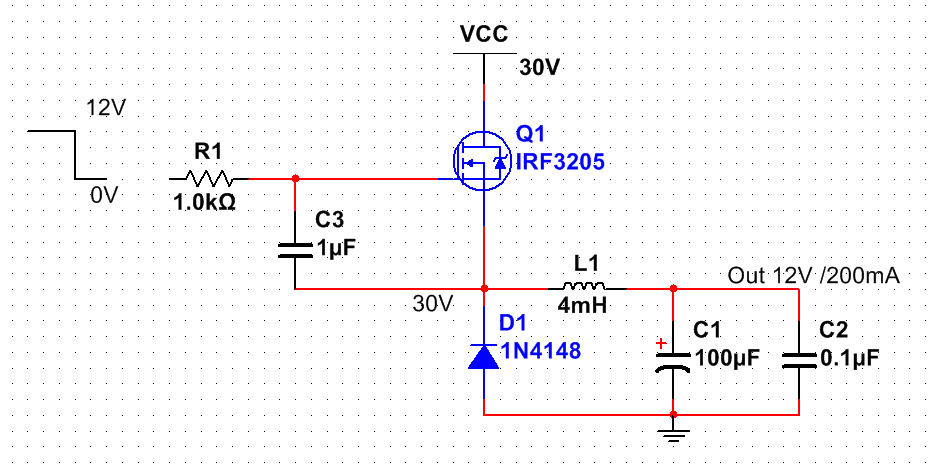 VCC
30V
12V
Q1
IRF3205
R1
0V
1.0kΩ
C3
1µF
L1
Out 12V /200mA
30V
4mH
D1
1N4148
C1
100µF
C2
0.1µF
+